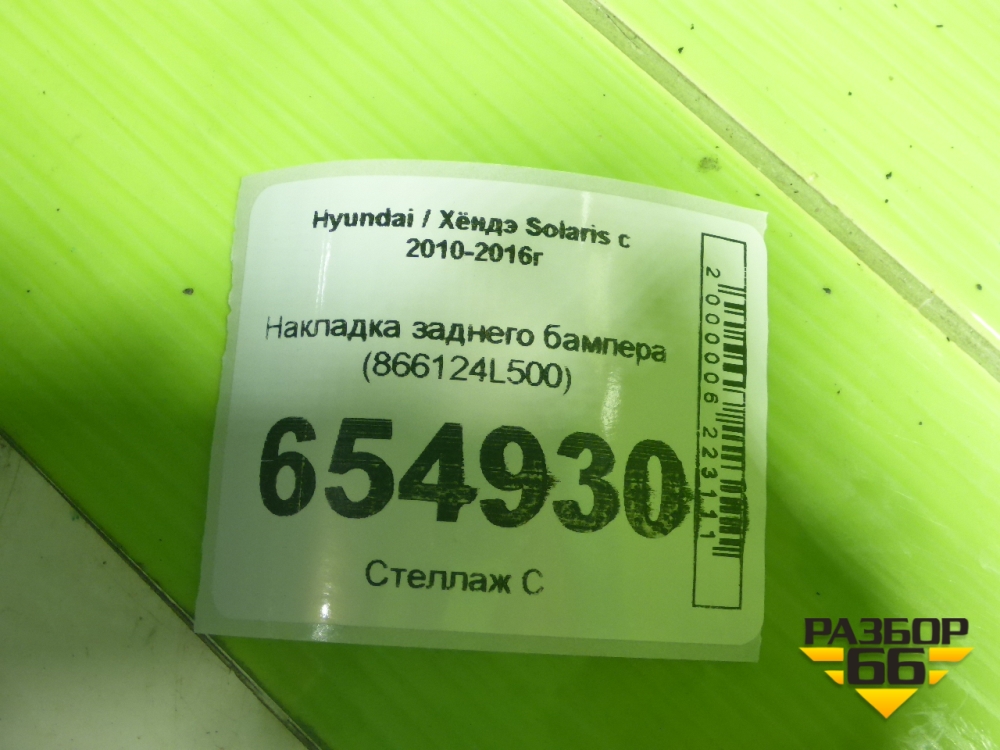 Hyundai / Хёндэ Solaris с
2010-2016г
Накладка заднего бампера
(866124L500)
654930
Стеллаж С
2000006223111
РАЗБОР
66